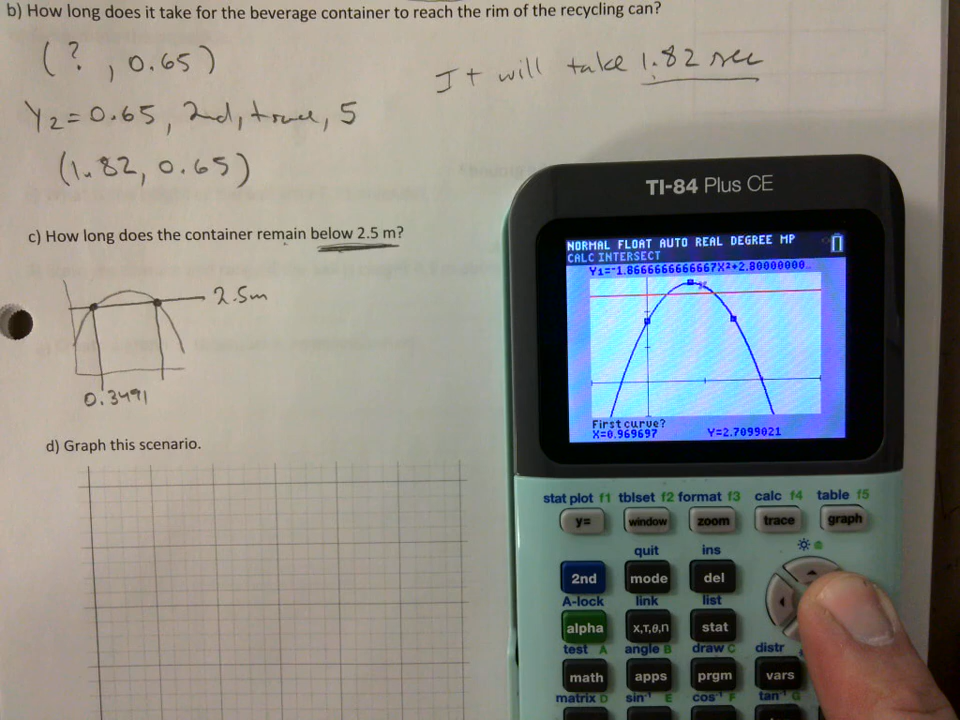 b) How long does it take for the beverage container to reach the rim of the recycling can?
( ? , 0.65)
It will take 1.82 sec
Y2 = 0.65, 2nd, trace, 5
(1.82, 0.65)
c) How long does the container remain below 2.5 m?
2.5m
0.3491
d) Graph this scenario.
TI-84 Plus CE
NORMAL FLOAT AUTO REAL DEGREE MP
CALC INTERSECT
Y1=-1.8666666666667X²+2.80000000...
First curve?
X=0.969697 Y=2.7099021
stat plot f1 tblset f2 format f3 calc f4 table f5
y= window zoom trace graph
quit ins
2nd mode del
A-lock link list
alpha X,T,θ,n stat
test A angle B draw C distr
math apps prgm vars
matrix D sin⁻¹ E cos⁻¹ F tan⁻¹ G